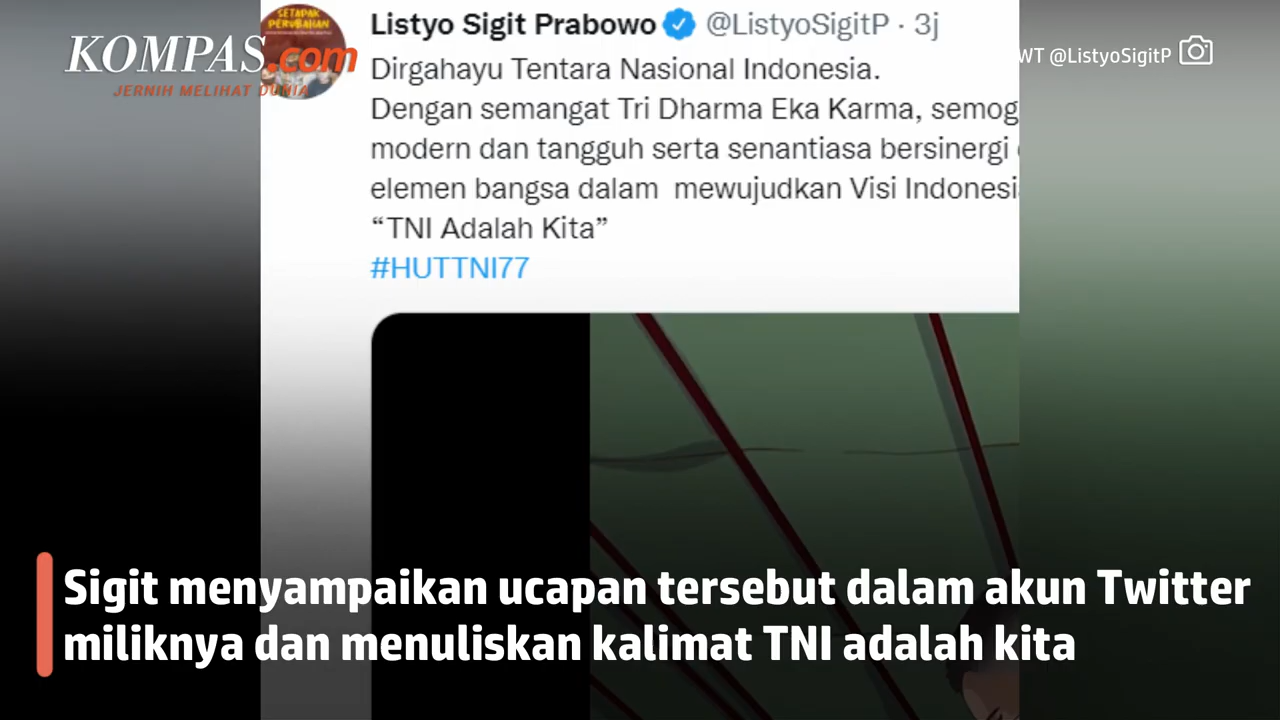 SETAPAK
PERUBAHAN
KOMPAS.com
JERNIH MELIHAT DUNIA
Listyo Sigit Prabowo @ListyoSigitP · 3j
WT @ListyoSigitP
Dirgahayu Tentara Nasional Indonesia.
Dengan semangat Tri Dharma Eka Karma, semog
modern dan tangguh serta senantiasa bersinergi
elemen bangsa dalam mewujudkan Visi Indonesi
“TNI Adalah Kita”
#HUTTNI77
Sigit menyampaikan ucapan tersebut dalam akun Twitter
miliknya dan menuliskan kalimat TNI adalah kita